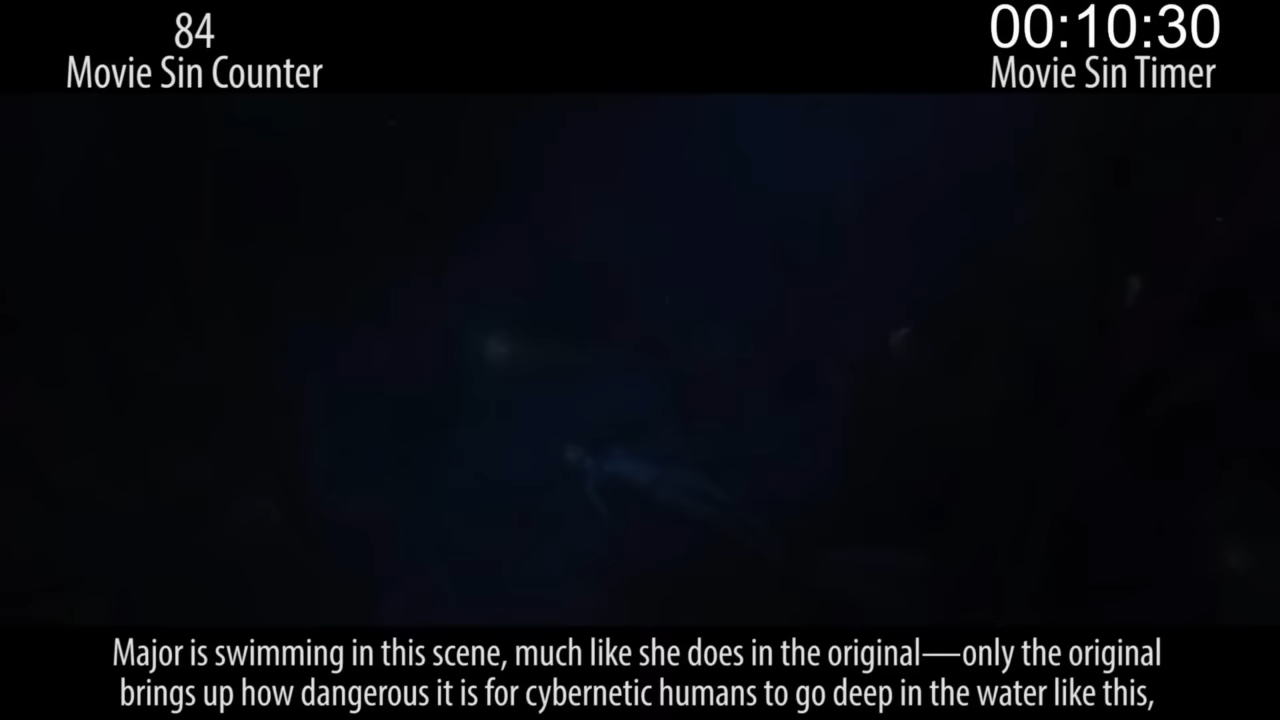 84
Movie Sin Counter
00:10:30
Movie Sin Timer
Major is swimming in this scene, much like she does in the original—only the original
brings up how dangerous it is for cybernetic humans to go deep in the water like this,